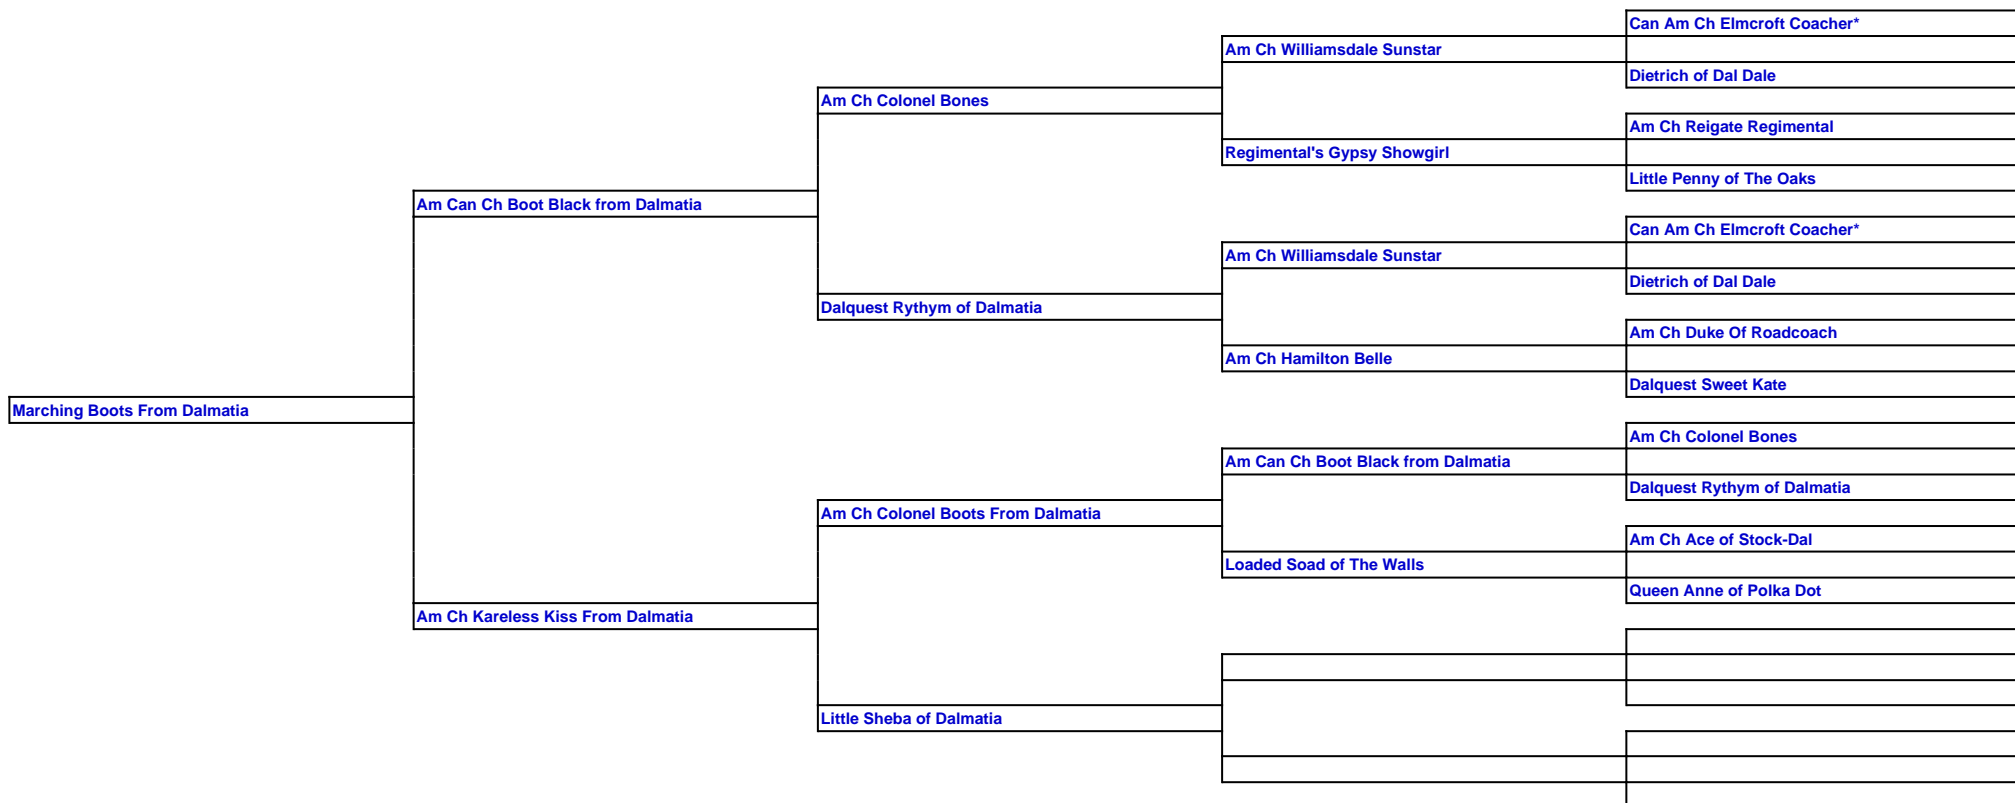 Can Am Ch Elmcroft Coacher*
Am Ch Williamsdale Sunstar
Dietrich of Dal Dale
Am Ch Colonel Bones
Am Ch Reigate Regimental
Regimental's Gypsy Showgirl
Little Penny of The Oaks
Am Can Ch Boot Black from Dalmatia
Can Am Ch Elmcroft Coacher*
Am Ch Williamsdale Sunstar
Dietrich of Dal Dale
Dalquest Rythym of Dalmatia
Am Ch Duke Of Roadcoach
Am Ch Hamilton Belle
Dalquest Sweet Kate
Marching Boots From Dalmatia
Am Ch Colonel Bones
Am Can Ch Boot Black from Dalmatia
Dalquest Rythym of Dalmatia
Am Ch Colonel Boots From Dalmatia
Am Ch Ace of Stock-Dal
Loaded Soad of The Walls
Queen Anne of Polka Dot
Am Ch Kareless Kiss From Dalmatia
Little Sheba of Dalmatia